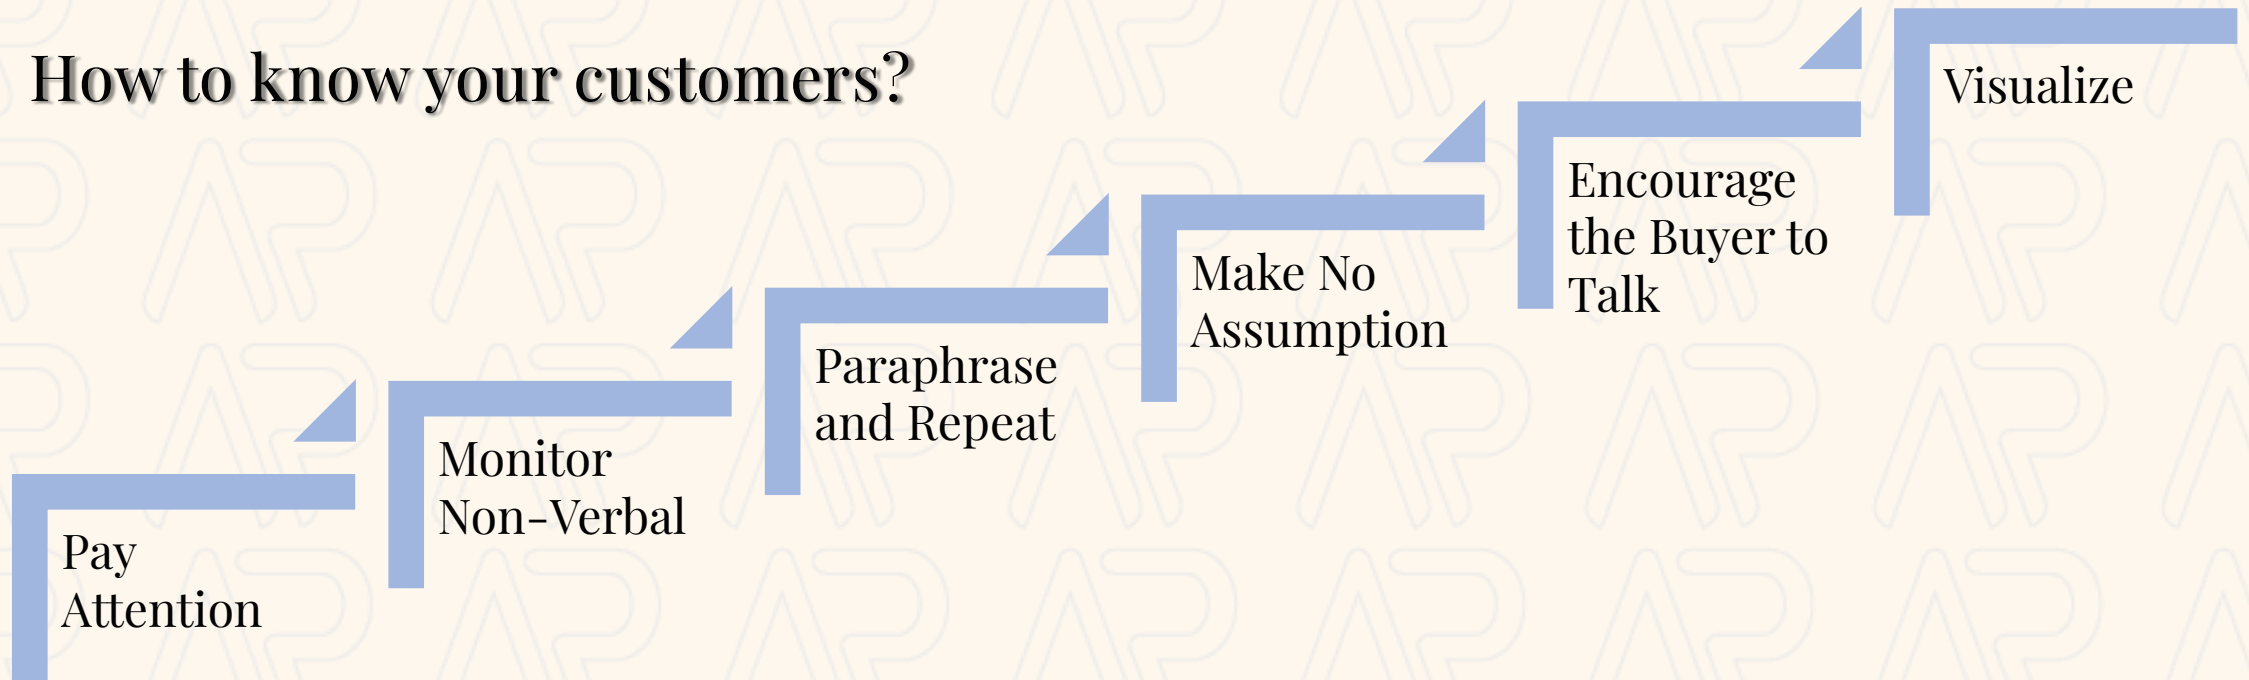 How to know your customers?
Pay
Attention
Monitor
Non-Verbal
Paraphrase
and Repeat
Make No
Assumption
Encourage
the Buyer to
Talk
Visualize